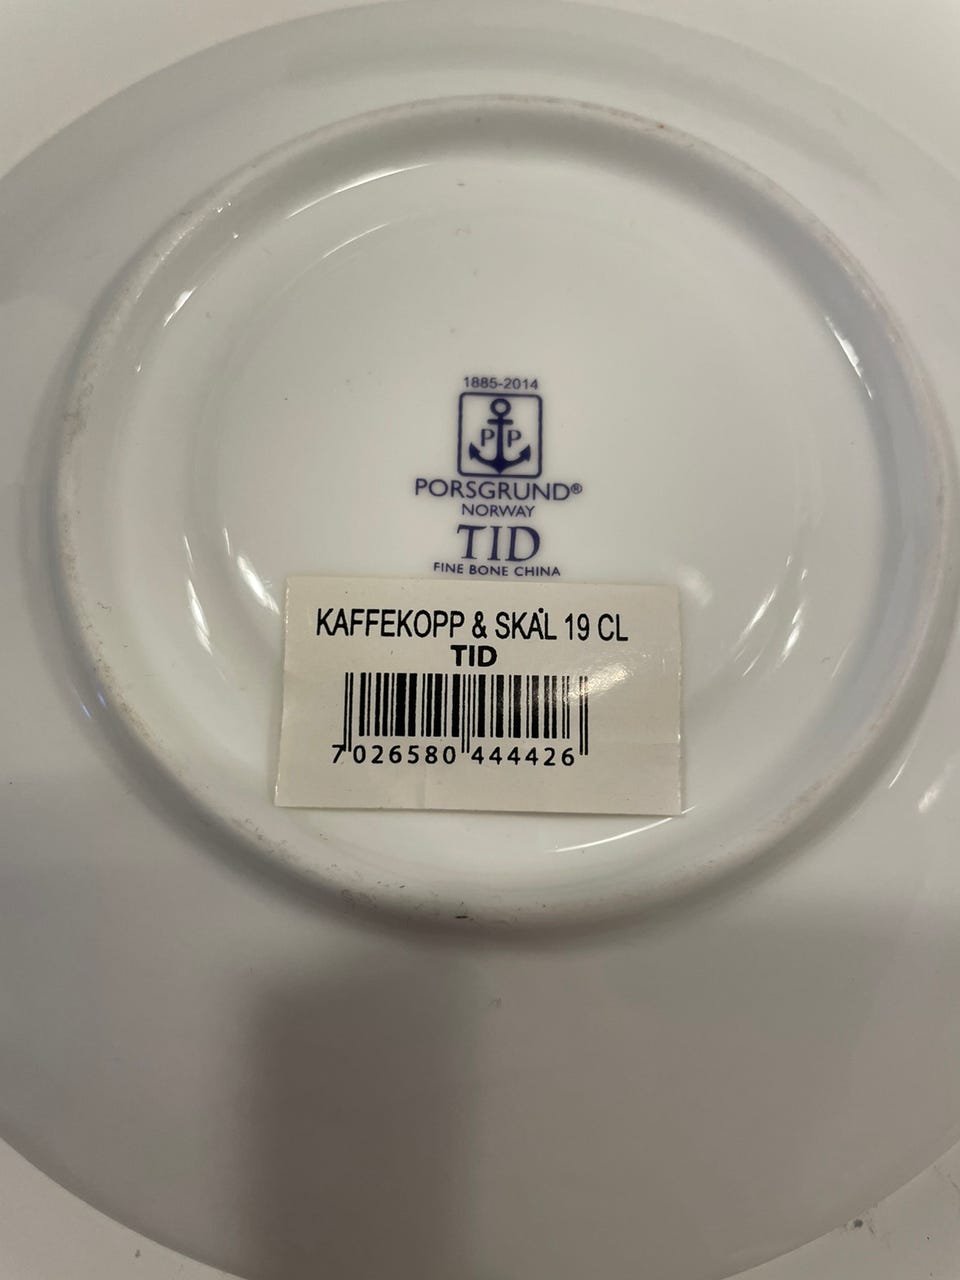 1885-2014
P P
PORSGRUND®
NORWAY
TID
FINE BONE CHINA
KAFFEKOPP & SKÅL 19 CL
TID
7 026580 444426